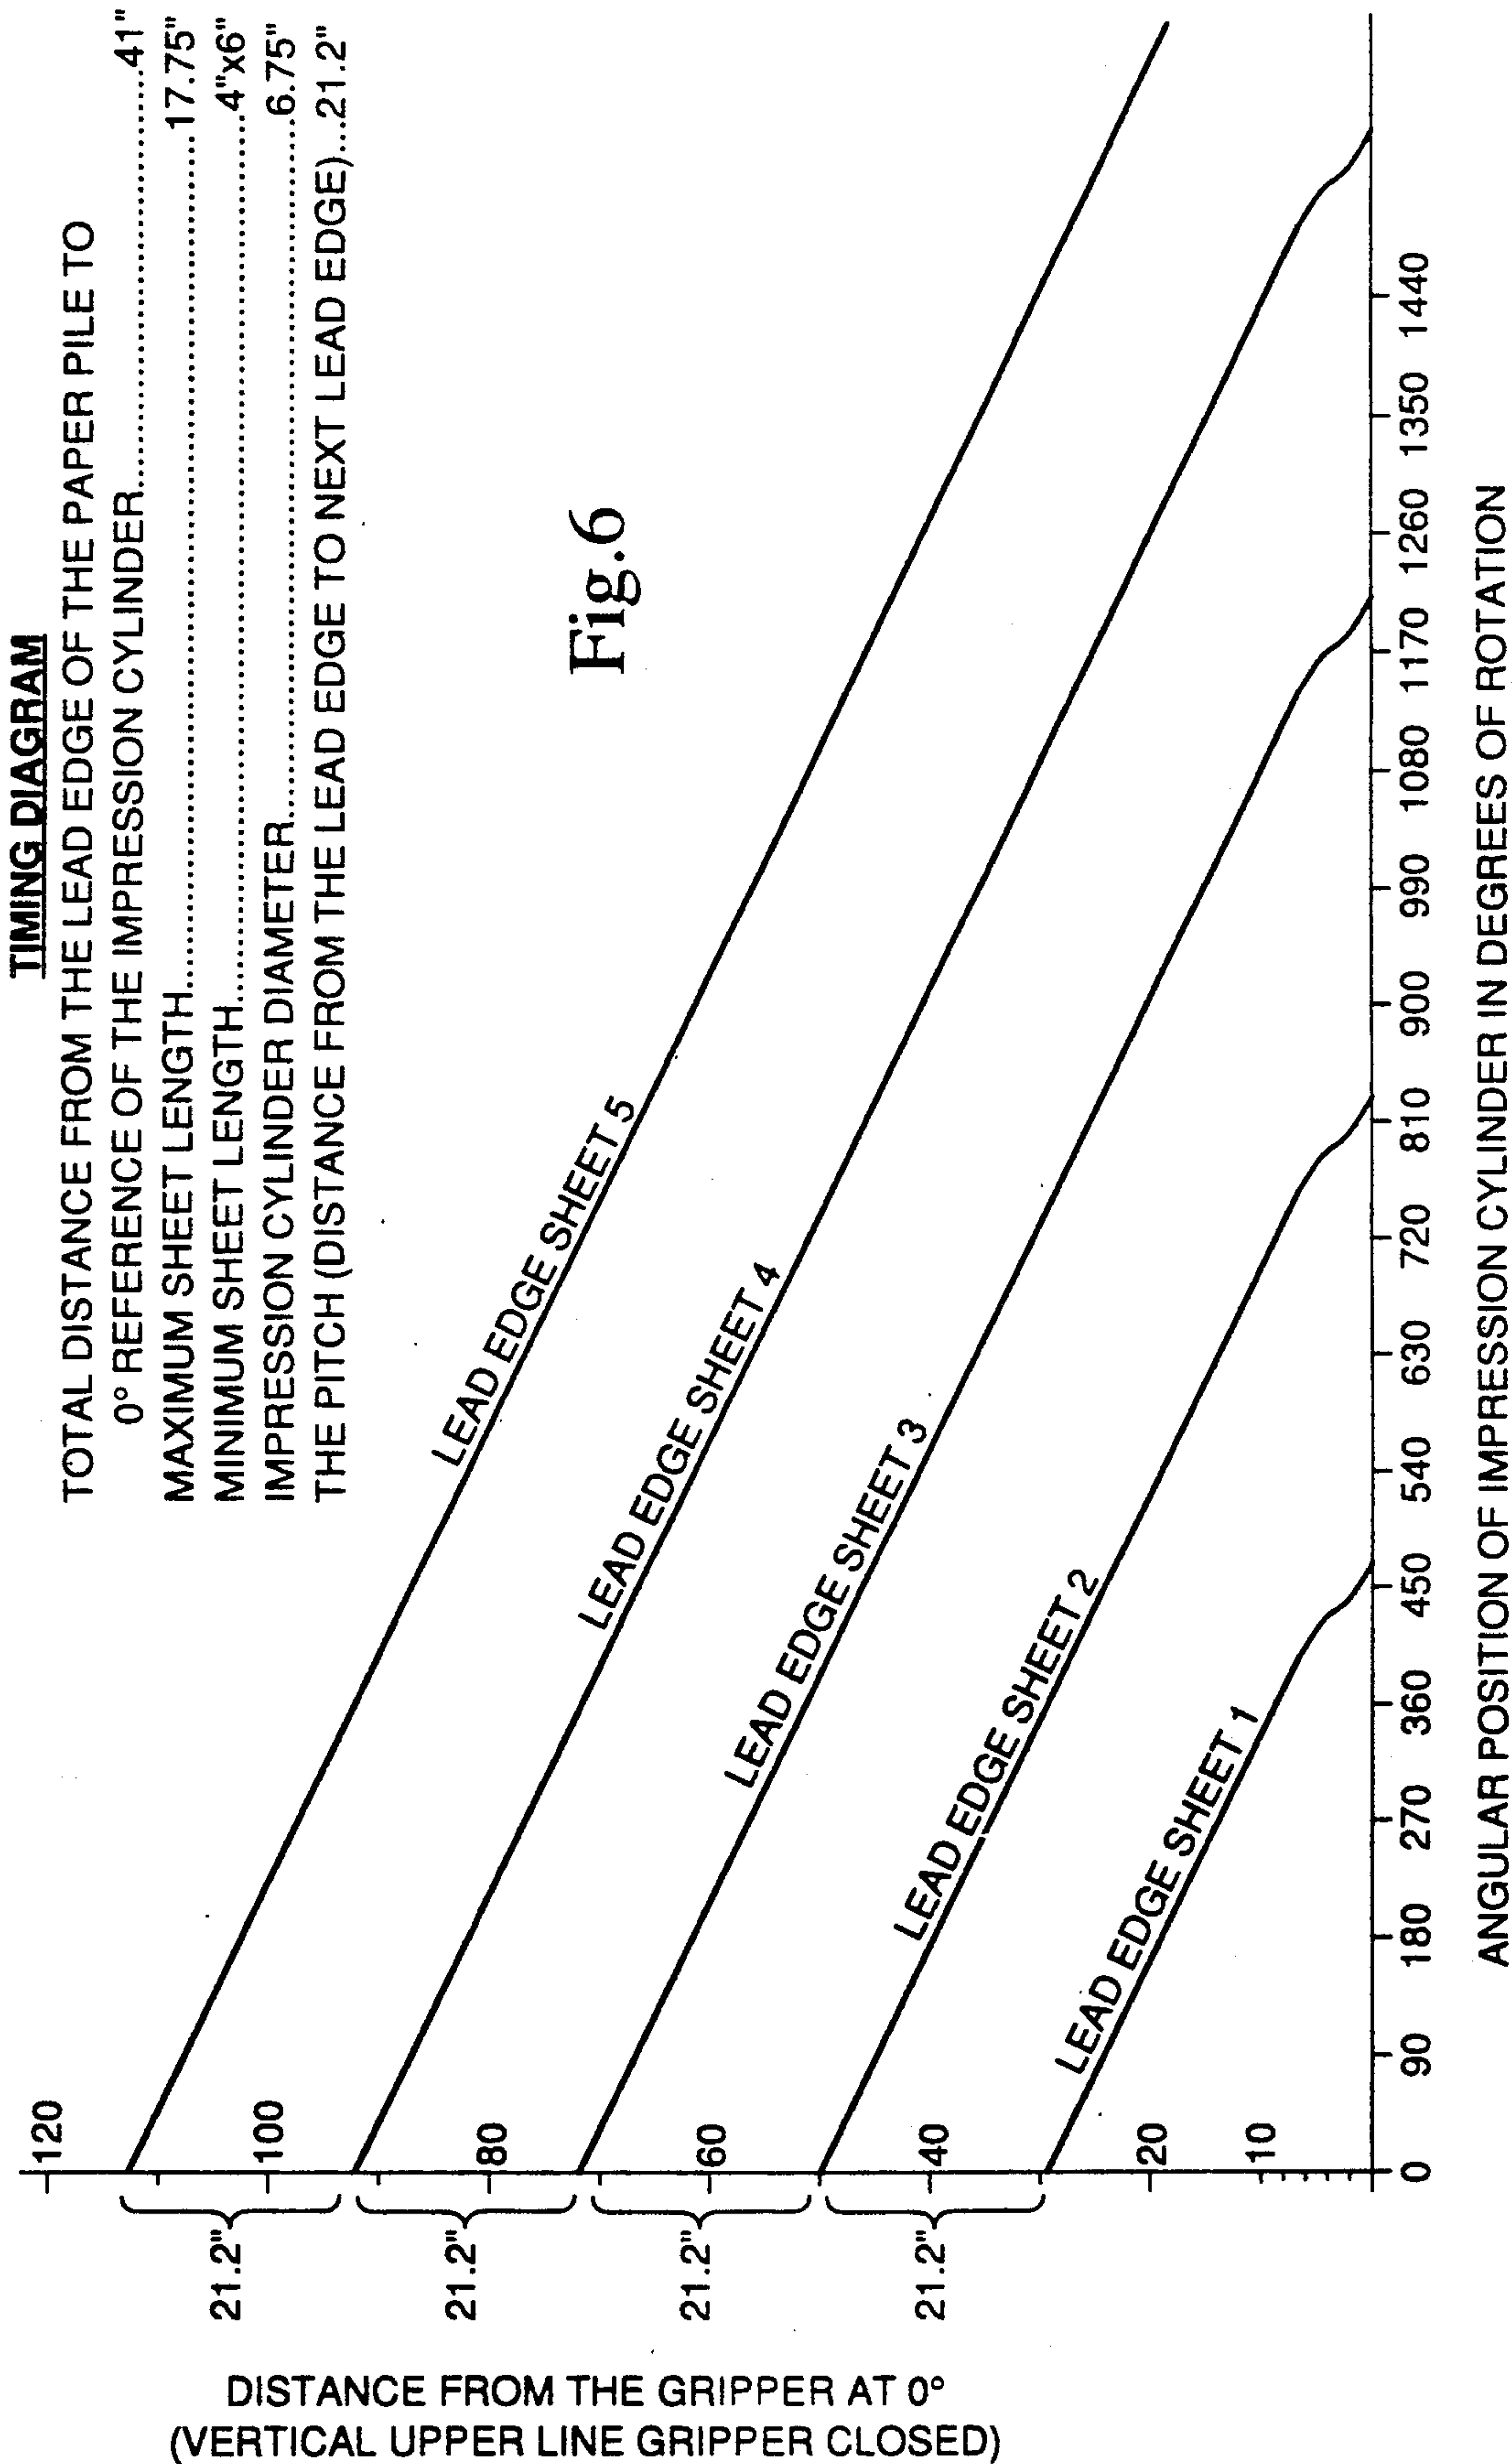 TIMING DIAGRAM
TOTAL DISTANCE FROM THE LEAD EDGE OF THE PAPER PILE TO
0° REFERENCE OF THE IMPRESSION CYLINDER...............................41"
MAXIMUM SHEET LENGTH...............................17.75"
MINIMUM SHEET LENGTH...............................4"x6"
IMPRESSION CYLINDER DIAMETER...............................6.75"
THE PITCH (DISTANCE FROM THE LEAD EDGE TO NEXT LEAD EDGE)...21.2"
Fig.6
LEAD EDGE SHEET 5
LEAD EDGE SHEET 4
LEAD EDGE SHEET 3
LEAD EDGE SHEET 2
LEAD EDGE SHEET 1
120
100
80
60
40
20
10
21.2"
21.2"
21.2"
21.2"
DISTANCE FROM THE GRIPPER AT 0°
(VERTICAL UPPER LINE GRIPPER CLOSED)
0 90 180 270 360 450 540 630 720 810 900 990 1080 1170 1260 1350 1440
ANGULAR POSITION OF IMPRESSION CYLINDER IN DEGREES OF ROTATION